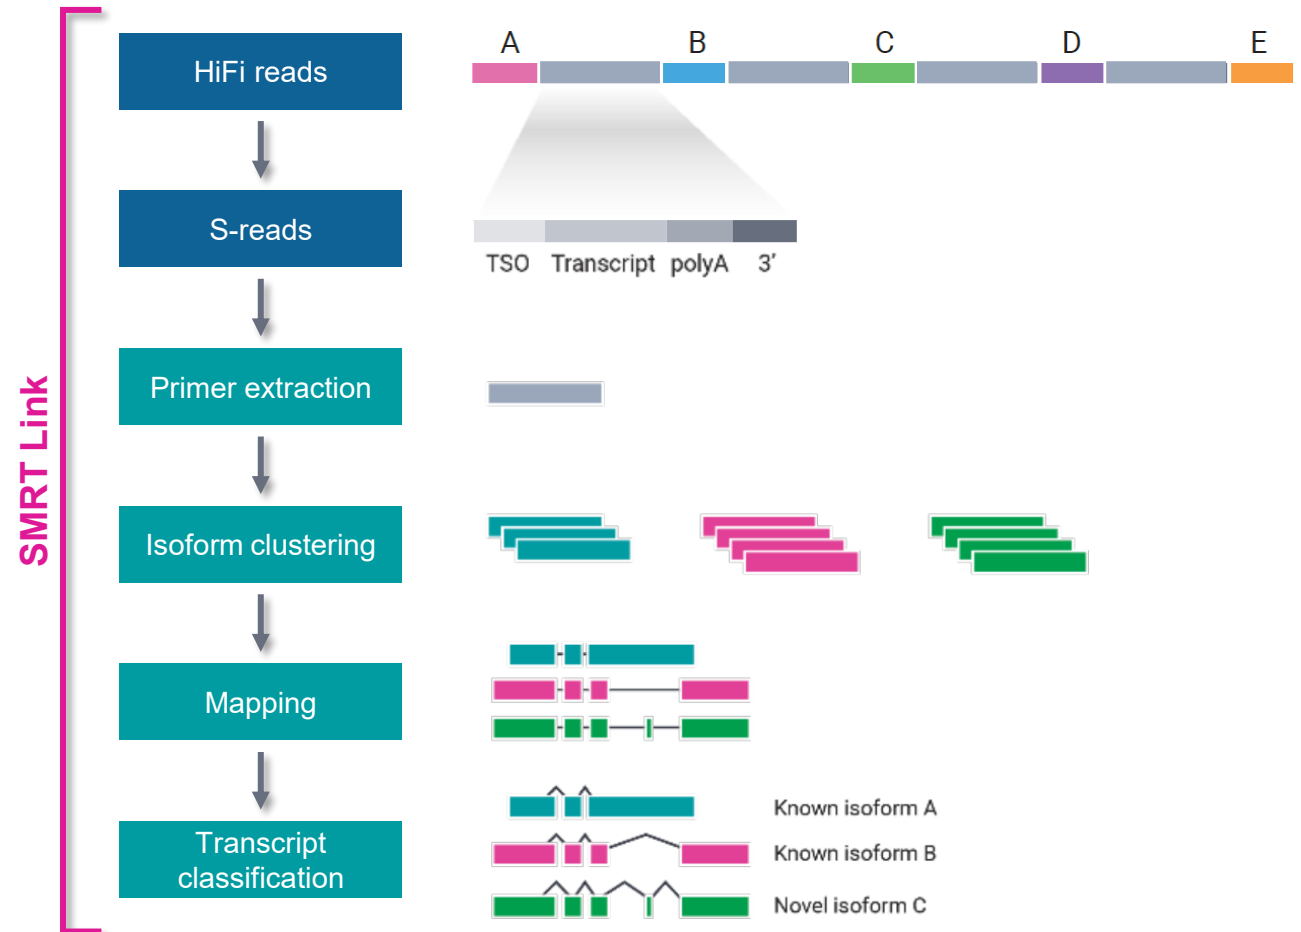 SMRT Link
HiFi reads
A B C D E
S-reads
TSO Transcript polyA 3′
Primer extraction
Isoform clustering
Mapping
Transcript
classification
Known isoform A
Known isoform B
Novel isoform C